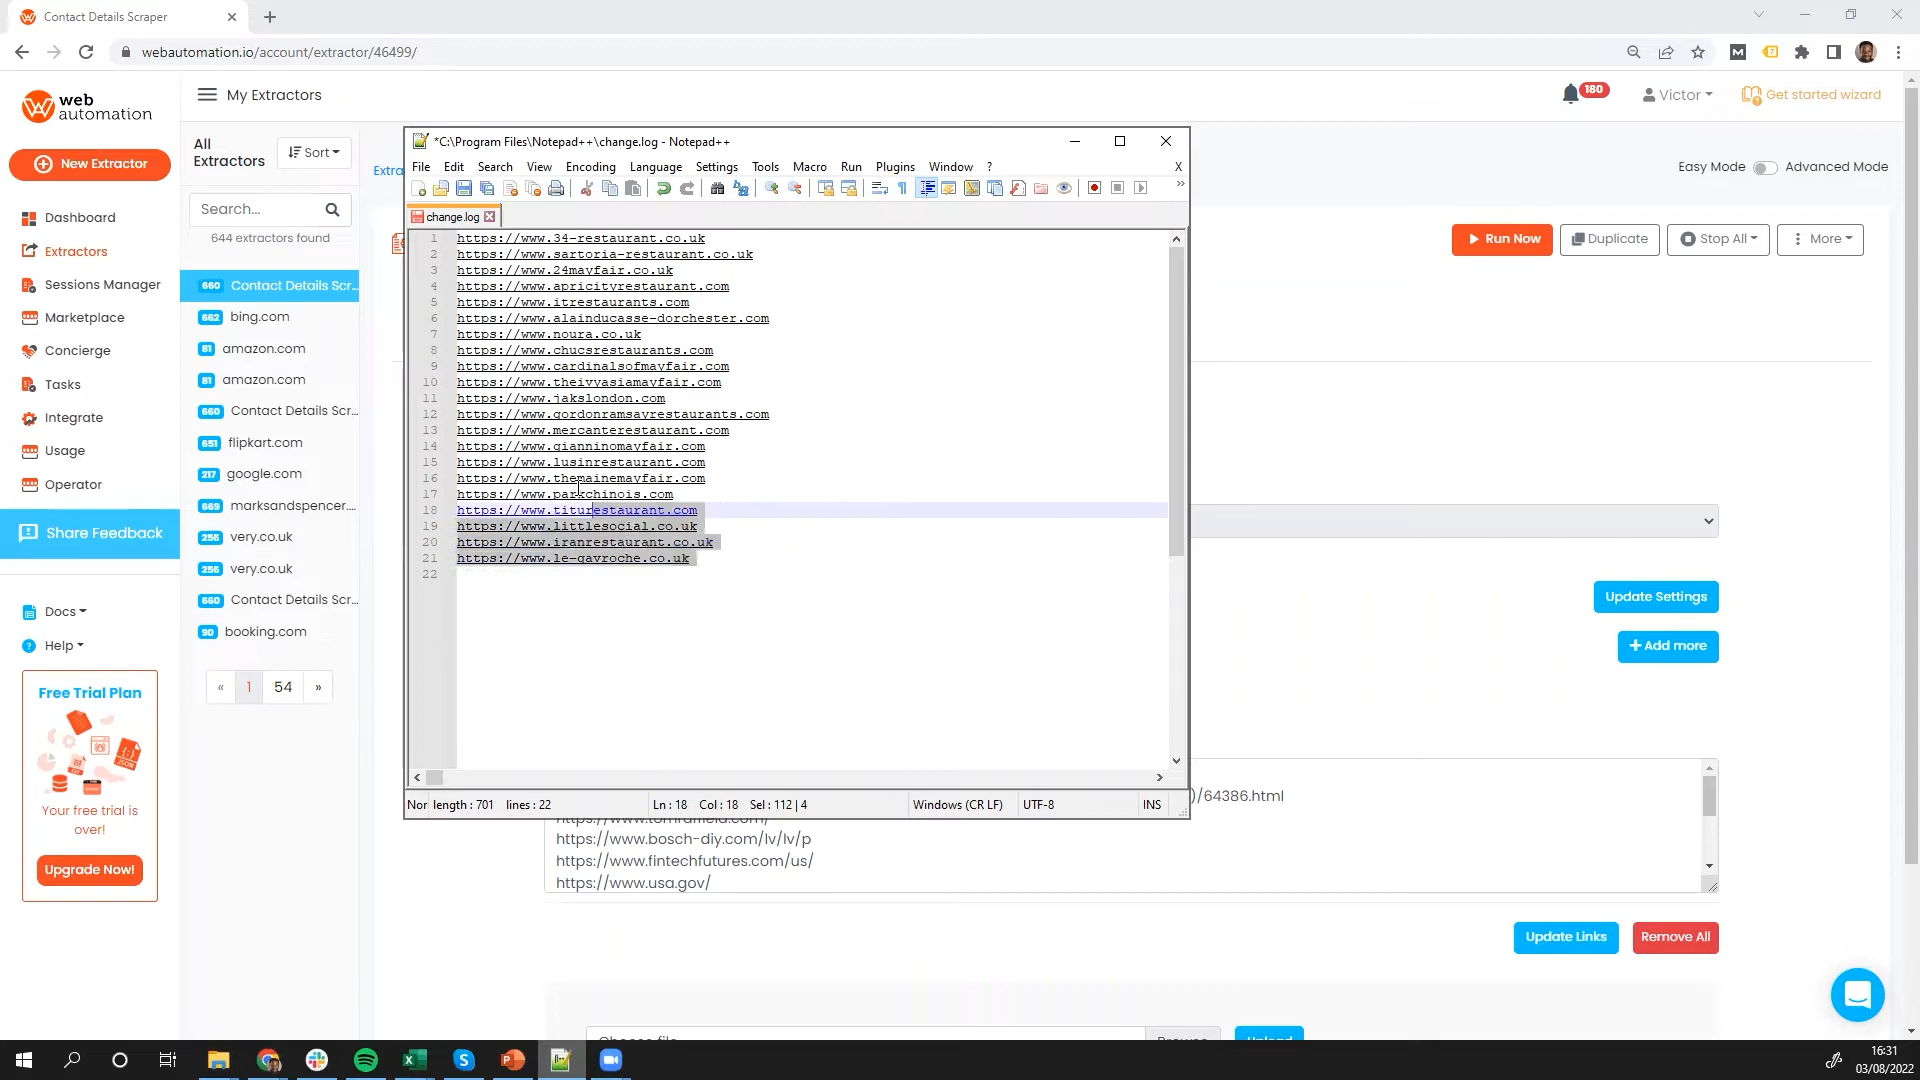 Contact Details Scraper
webautomation.io/account/extractor/46499/
web
automation
My Extractors
180
Victor
Get started wizard
New Extractor
All
Extractors
Sort
Search...
644 extractors found
Dashboard
Extractors
Sessions Manager
Marketplace
Concierge
Tasks
Integrate
Usage
Operator
Share Feedback
Docs
Help
Free Trial Plan
Your free trial is
over!
Upgrade Now!
660 Contact Details Scr...
662 bing.com
81 amazon.com
81 amazon.com
660 Contact Details Scr...
651 flipkart.com
217 google.com
669 marksandspencer....
256 very.co.uk
256 very.co.uk
660 Contact Details Scr...
90 booking.com
« 1 54 »
Extra
*C:\Program Files\Notepad++\change.log - Notepad++
File Edit Search View Encoding Language Settings Tools Macro Run Plugins Window ? X
change.log
1 https://www.34-restaurant.co.uk
2 https://www.sartoria-restaurant.co.uk
3 https://www.24mayfair.co.uk
4 https://www.apricityrestaurant.com
5 https://www.itrestaurants.com
6 https://www.alainducasse-dorchester.com
7 https://www.noura.co.uk
8 https://www.chucsrestaurants.com
9 https://www.cardinalsofmayfair.com
10 https://www.theivyasiamayfair.com
11 https://www.jakslondon.com
12 https://www.gordonramsayrestaurants.com
13 https://www.mercanterestaurant.com
14 https://www.gianninomayfair.com
15 https://www.lusinrestaurant.com
16 https://www.themainemayfair.com
17 https://www.parkchinois.com
18 https://www.titurestaurant.com
19 https://www.littlesocial.co.uk
20 https://www.iranrestaurant.co.uk
21 https://www.le-gavroche.co.uk
22
Nor length : 701 lines : 22 Ln : 18 Col : 18 Sel : 112 | 4 Windows (CR LF) UTF-8 INS
Easy Mode Advanced Mode
Run Now Duplicate Stop All More
Update Settings
Add more
)/64386.html
https://www.bosch-diy.com/lv/lv/p
https://www.fintechfutures.com/us/
https://www.usa.gov/
Update Links Remove All
Choose file Browse Upload
16:31
03/08/2022